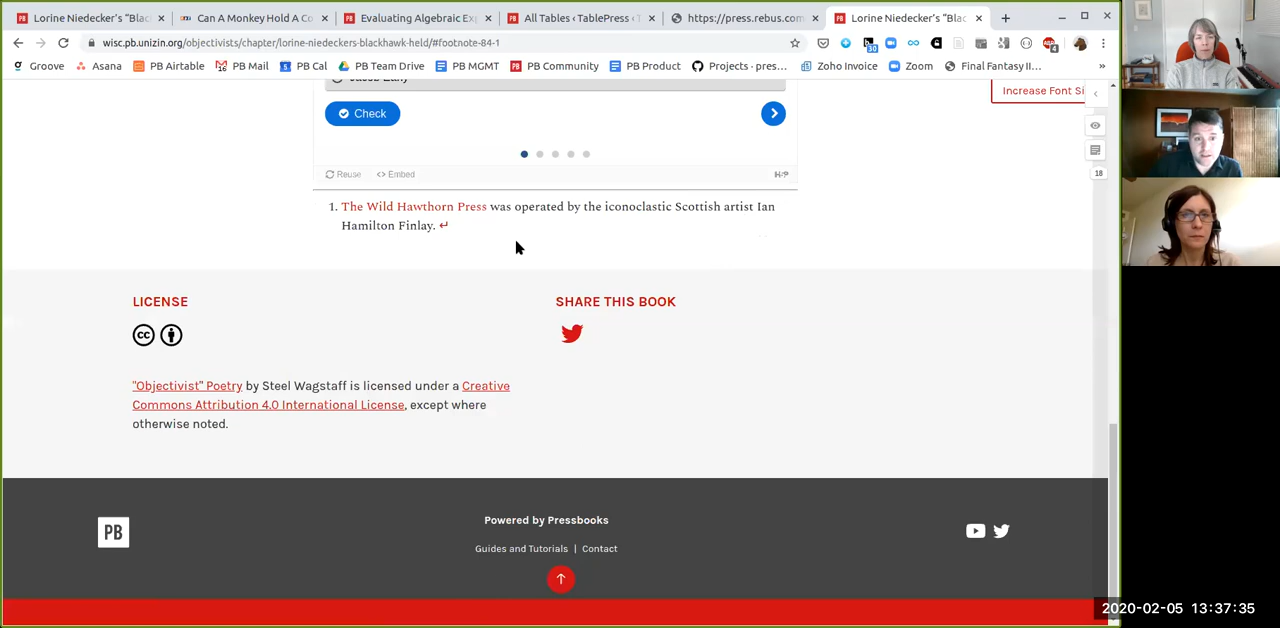 Lorine Niedecker's "Blac
Can A Monkey Hold A Co
Evaluating Algebraic Exp
All Tables ‹ TablePress ‹ T
https://press.rebus.com
Lorine Niedecker's "Blac
wisc.pb.unizin.org/objectivists/chapter/lorine-niedeckers-blackhawk-held/#footnote-84-1
Groove
Asana
PB Airtable
PB Mail
PB Cal
PB Team Drive
PB MGMT
PB Community
PB Product
Projects · pres...
Zoho Invoice
Zoom
Final Fantasy II...
»
Increase Font Si
Check
Reuse
Embed
H5P
18
1. The Wild Hawthorn Press was operated by the iconoclastic Scottish artist Ian
Hamilton Finlay. ↵
LICENSE
SHARE THIS BOOK
cc
"Objectivist" Poetry by Steel Wagstaff is licensed under a Creative
Commons Attribution 4.0 International License, except where
otherwise noted.
PB
Powered by Pressbooks
Guides and Tutorials | Contact
2020-02-05 13:37:35